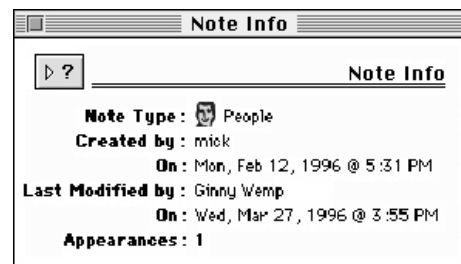 Note Info
?
Note Info
Note Type: People
Created by: mick
On: Mon, Feb 12, 1996 @ 5:31 PM
Last Modified by: Ginny Wemp
On: Wed, Mar 27, 1996 @ 3:55 PM
Appearances: 1